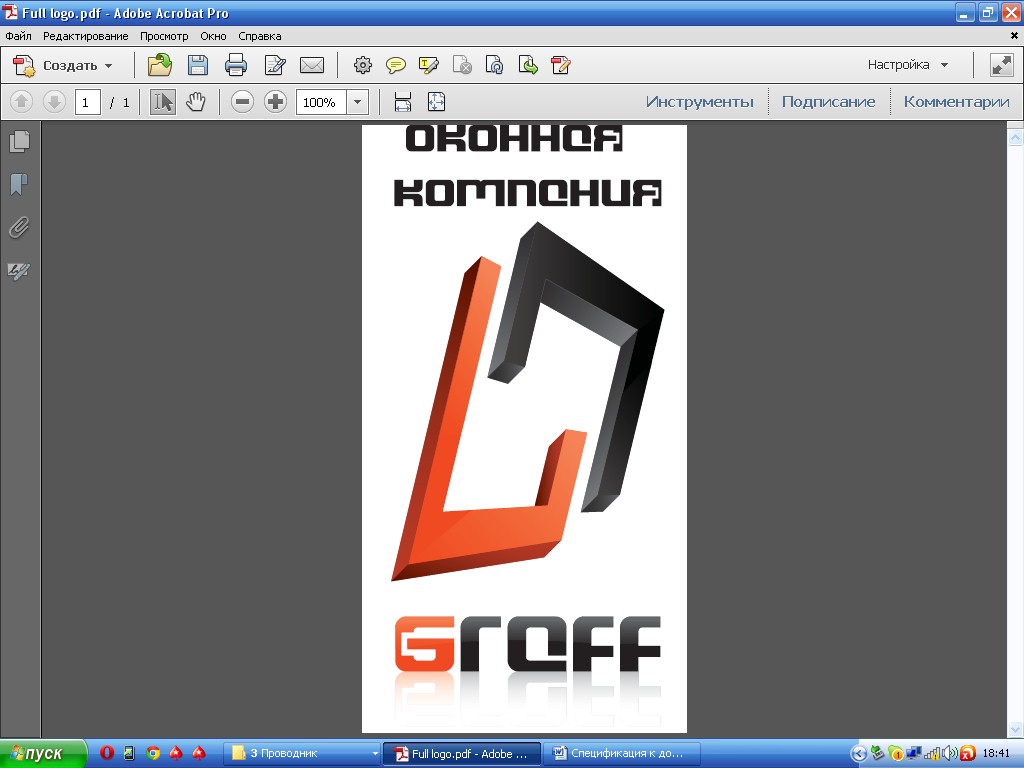 Full logo.pdf - Adobe Acrobat Pro
Файл Редактирование Просмотр Окно Справка
Создать Настройка
1 / 1 100% Инструменты Подписание Комментарии
ОКОННАЯ
КОМПАНИЯ
GrAFF
пуск 3 Проводник Full logo.pdf - Adobe ... Спецификация к до... 18:41